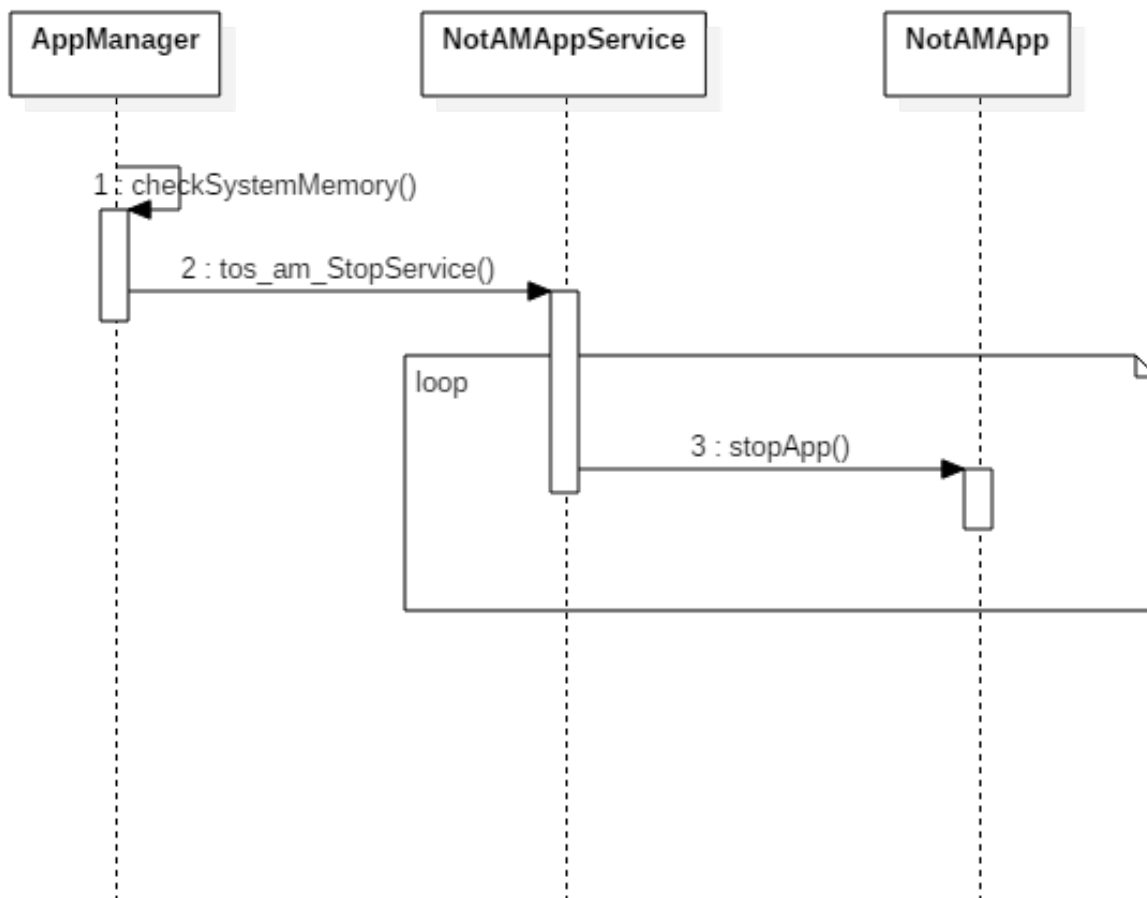 AppManager
NotAMAppService
NotAMApp
1 : checkSystemMemory()
2 : tos_am_StopService()
loop
3 : stopApp()